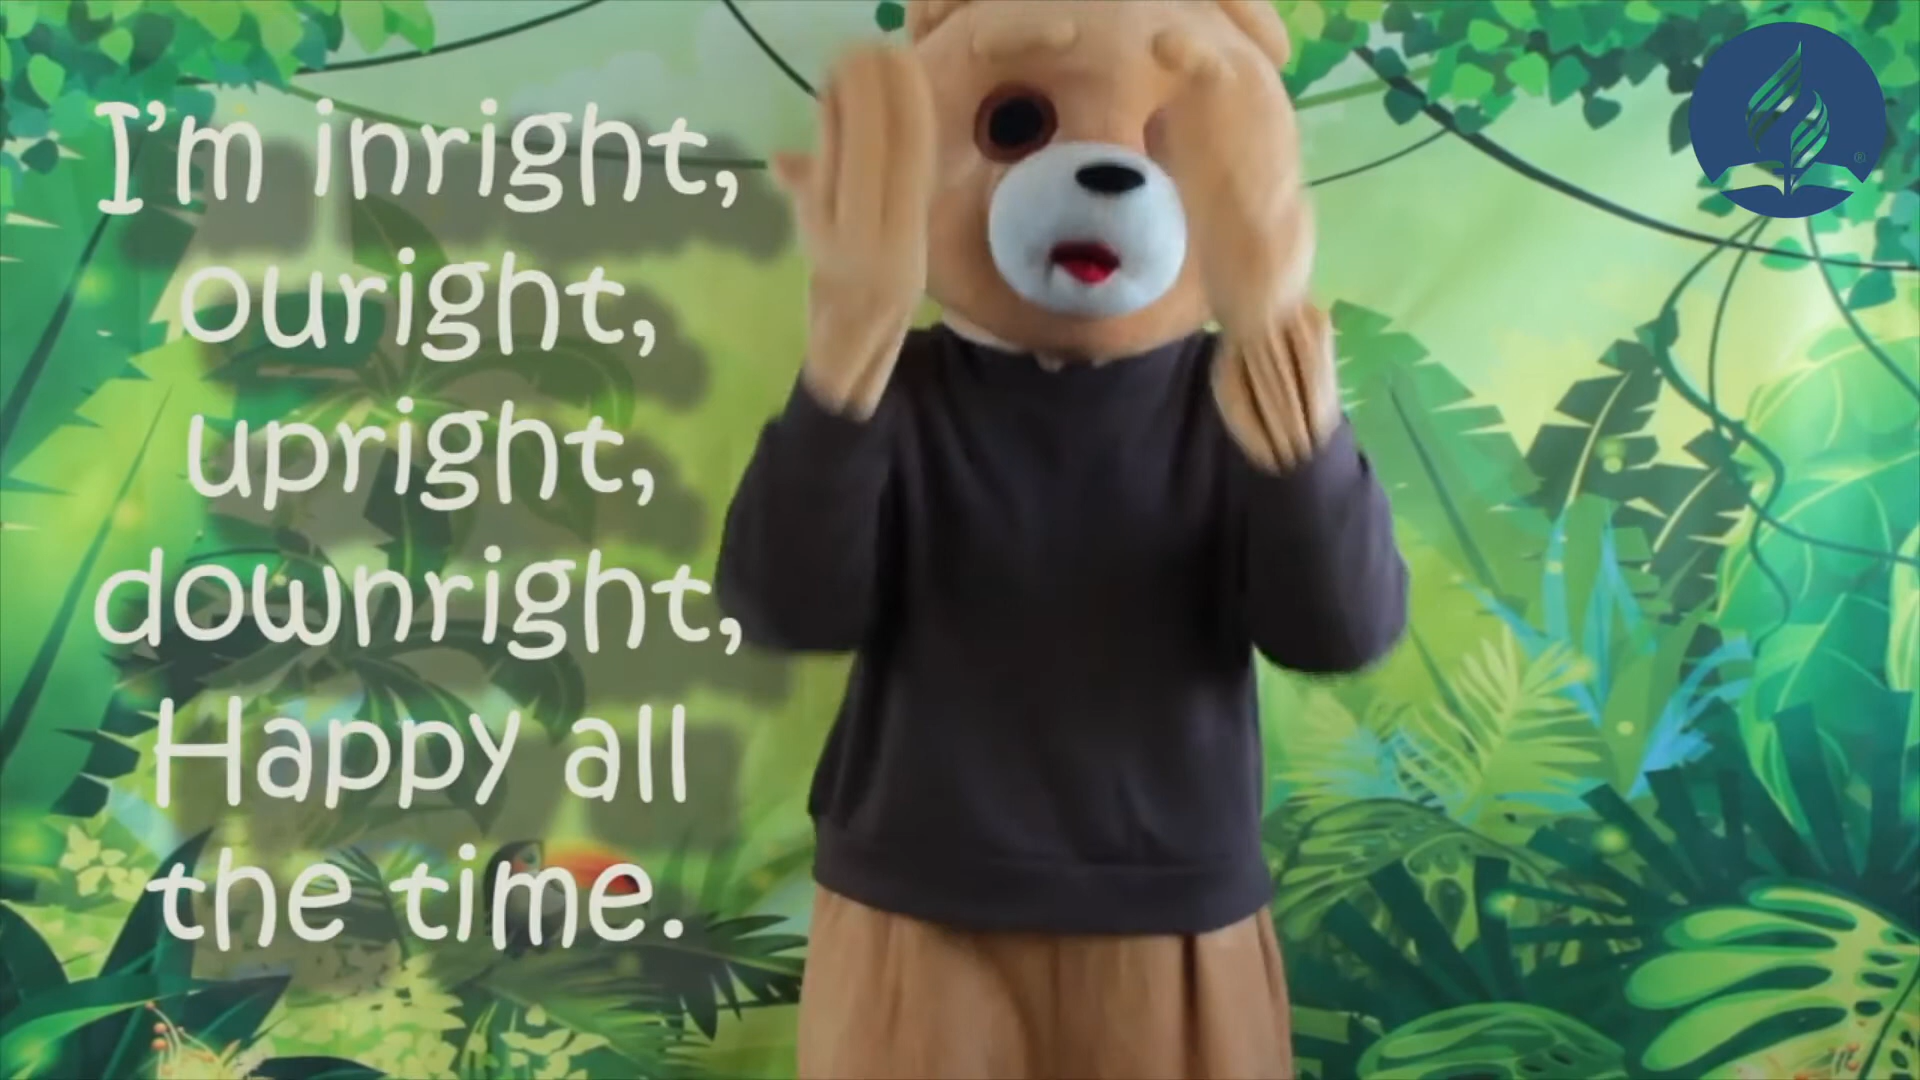 I'm inright,
ouright,
upright,
downright,
Happy all
the time.